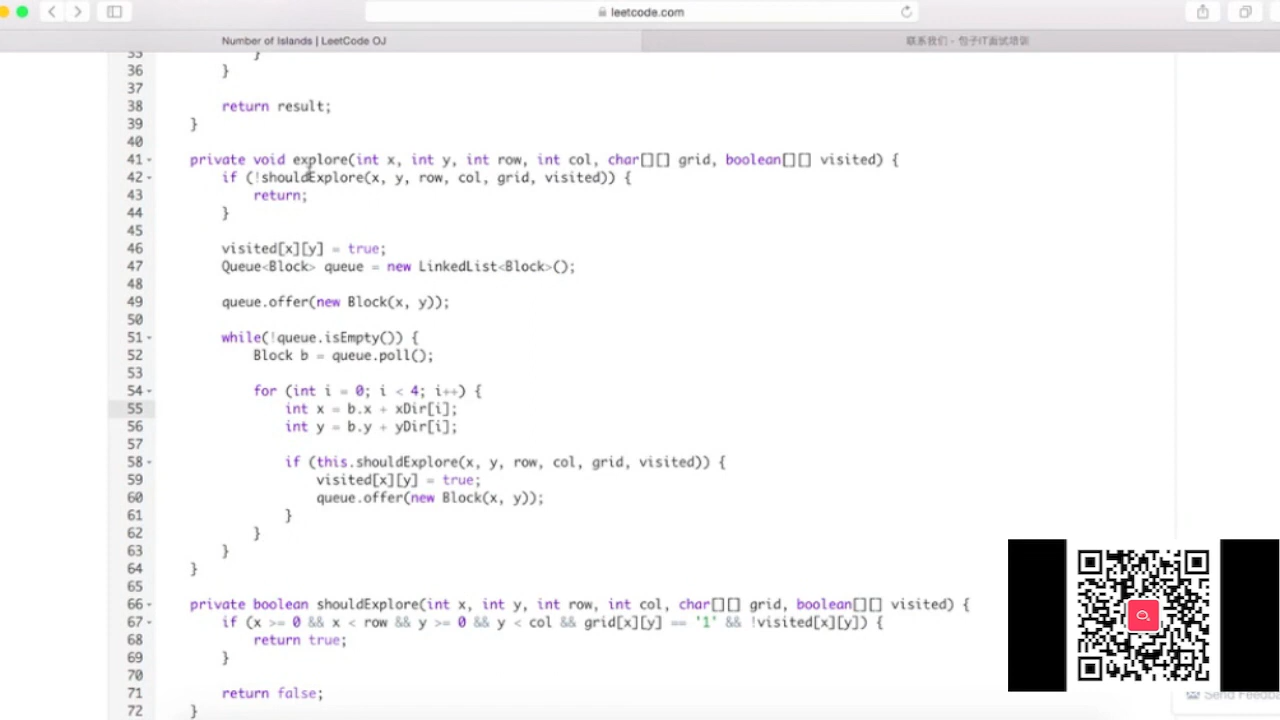 leetcode.com
Number of Islands | LeetCode OJ
联系我们 - 包子IT面试培训
35 }
36 }
37
38 return result;
39 }
40
41 private void explore(int x, int y, int row, int col, char[][] grid, boolean[][] visited) {
42 if (!shouldExplore(x, y, row, col, grid, visited)) {
43 return;
44 }
45
46 visited[x][y] = true;
47 Queue<Block> queue = new LinkedList<Block>();
48
49 queue.offer(new Block(x, y));
50
51 while(!queue.isEmpty()) {
52 Block b = queue.poll();
53
54 for (int i = 0; i < 4; i++) {
55 int x = b.x + xDir[i];
56 int y = b.y + yDir[i];
57
58 if (this.shouldExplore(x, y, row, col, grid, visited)) {
59 visited[x][y] = true;
60 queue.offer(new Block(x, y));
61 }
62 }
63 }
64 }
65
66 private boolean shouldExplore(int x, int y, int row, int col, char[][] grid, boolean[][] visited) {
67 if (x >= 0 && x < row && y >= 0 && y < col && grid[x][y] == '1' && !visited[x][y]) {
68 return true;
69 }
70
71 return false;
72 }
Send Feedba